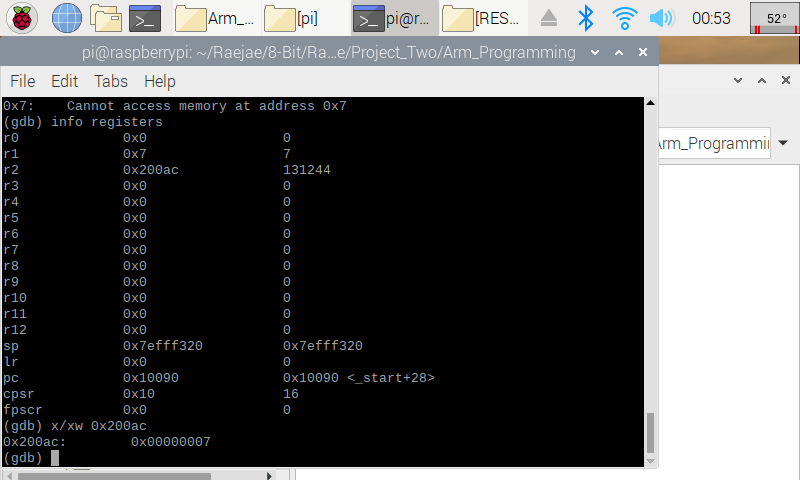 Arm_...
[pi]
pi@r...
[RES...
00:53
52°
pi@raspberrypi: ~/Raejae/8-Bit/Ra...e/Project_Two/Arm_Programming
File Edit Tabs Help
0x7:    Cannot access memory at address 0x7
(gdb) info registers
r0             0x0                 0
r1             0x7                 7
r2             0x200ac             131244
r3             0x0                 0
r4             0x0                 0
r5             0x0                 0
r6             0x0                 0
r7             0x0                 0
r8             0x0                 0
r9             0x0                 0
r10            0x0                 0
r11            0x0                 0
r12            0x0                 0
sp             0x7efff320          0x7efff320
lr             0x0                 0
pc             0x10090             0x10090 <_start+28>
cpsr           0x10                16
fpscr          0x0                 0
(gdb) x/xw 0x200ac
0x200ac:        0x00000007
(gdb)
Arm_Programmin